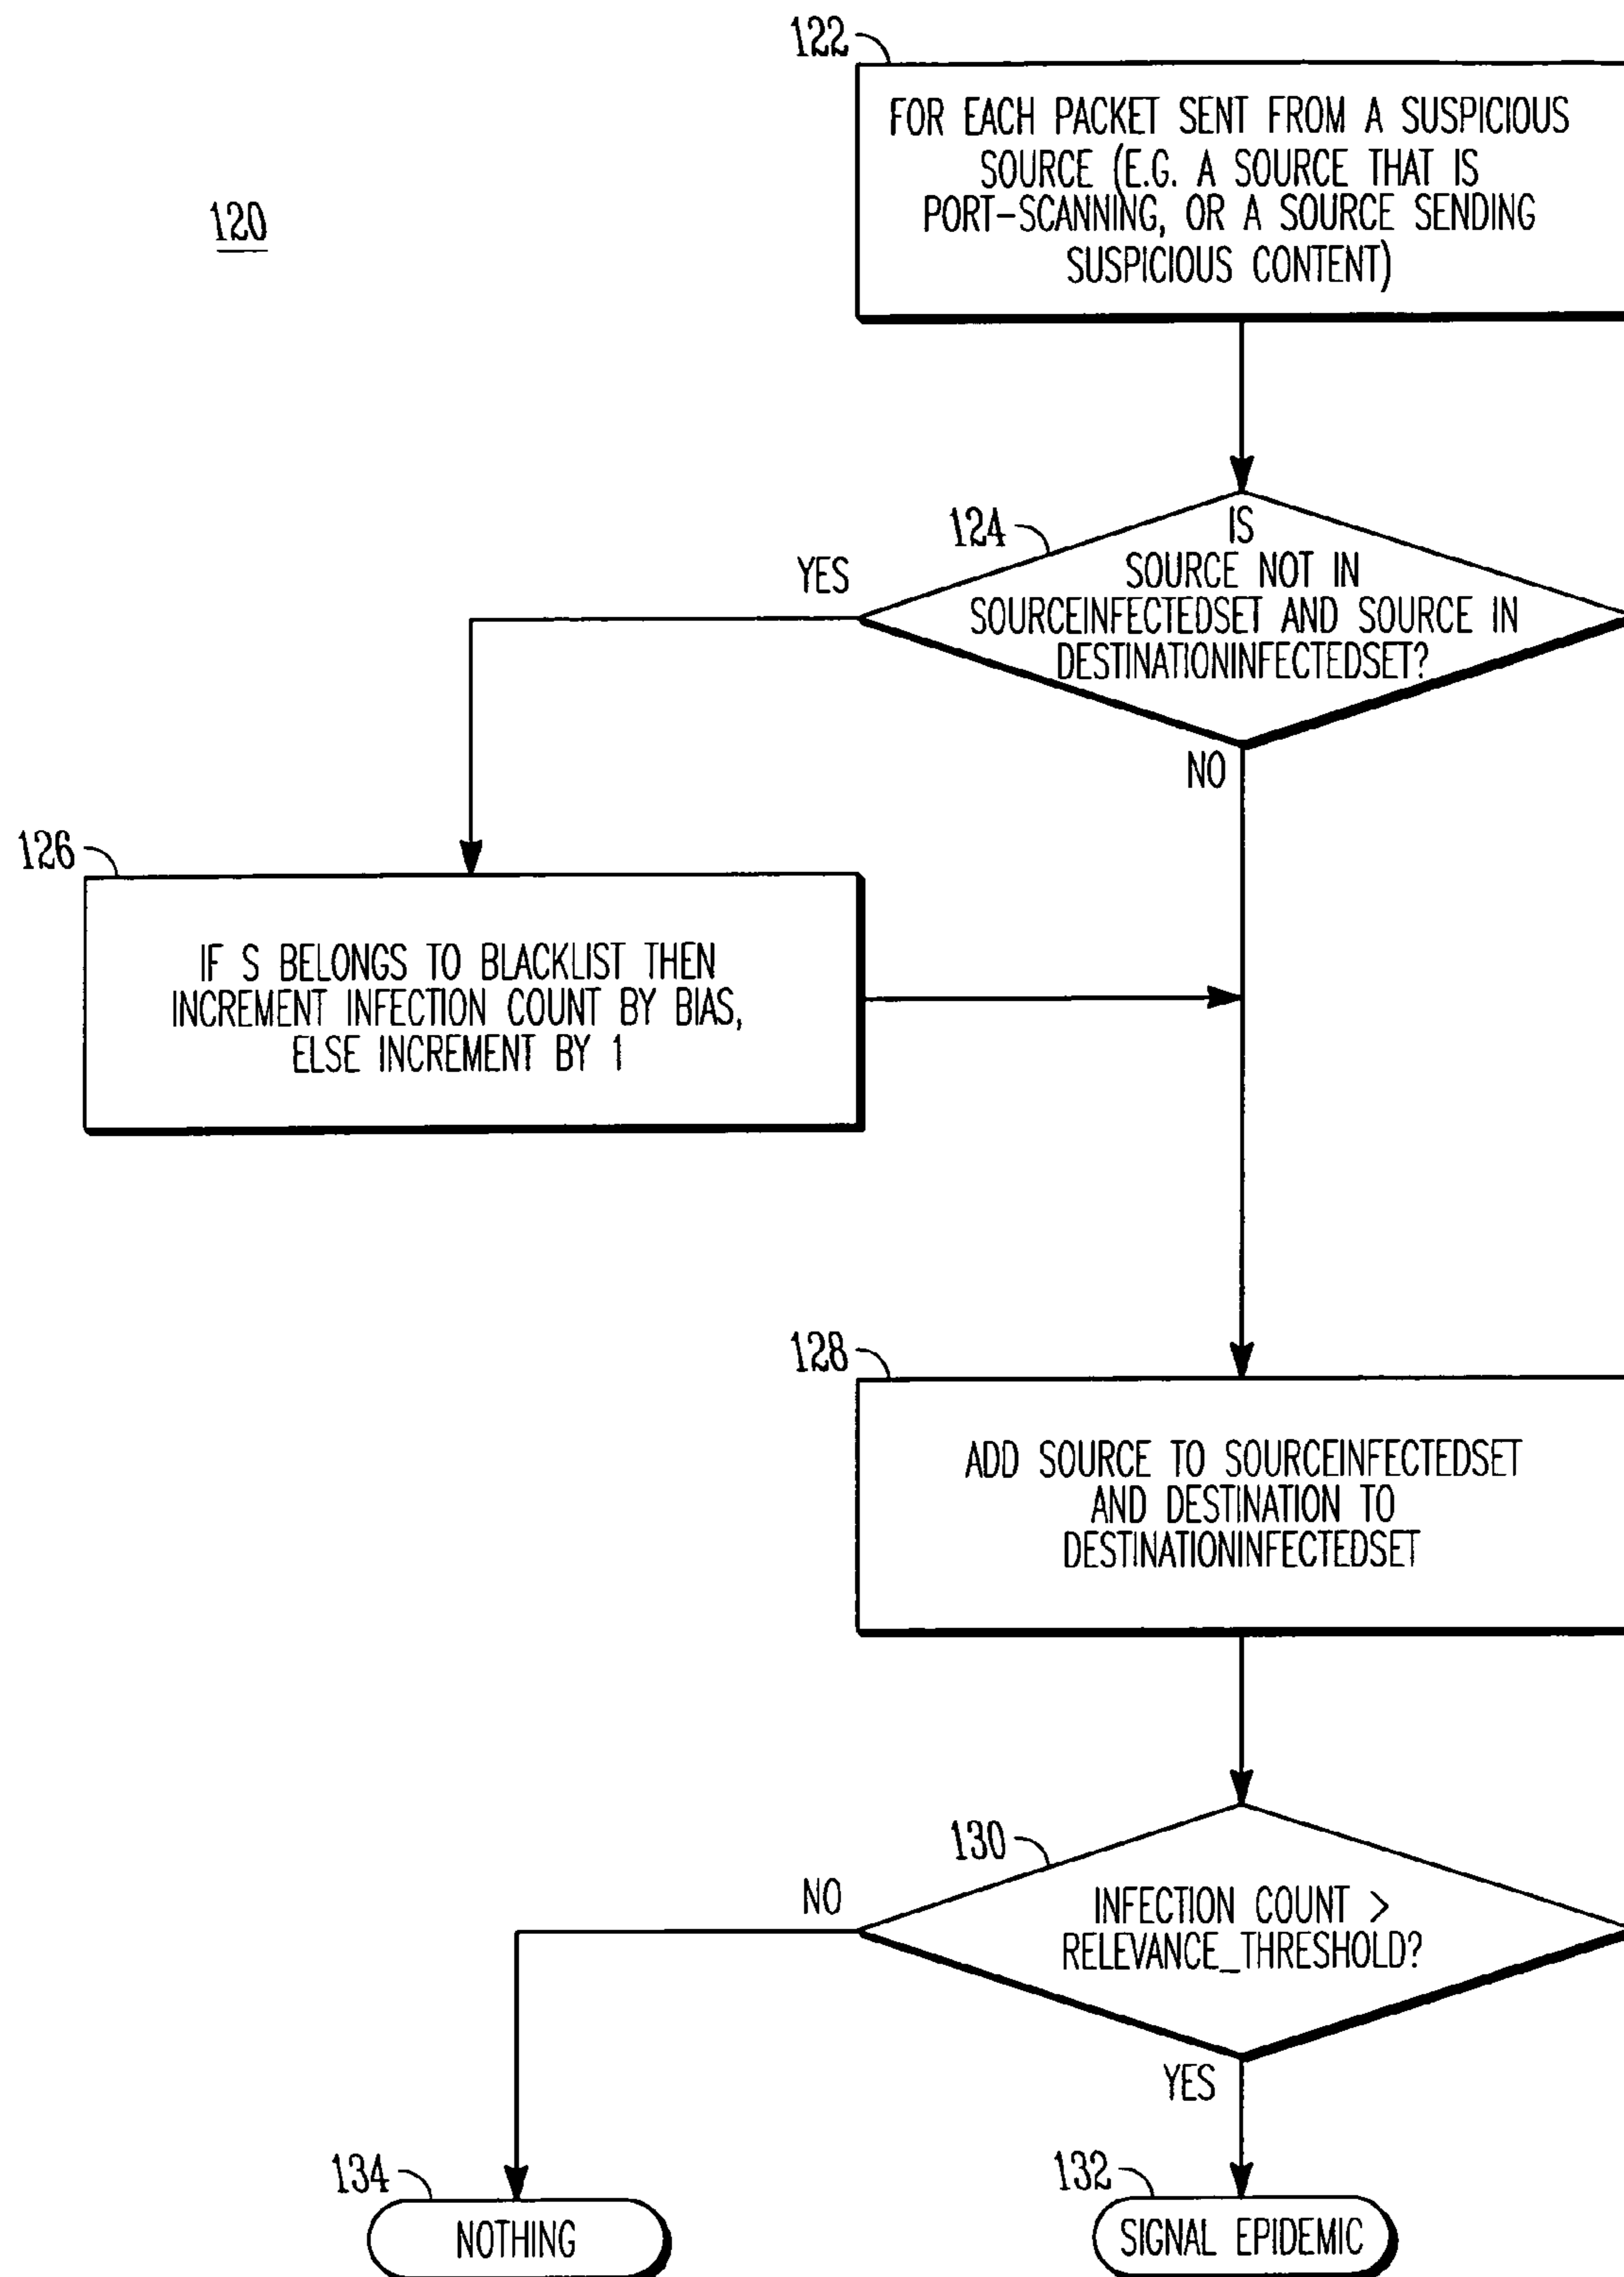 122
FOR EACH PACKET SENT FROM A SUSPICIOUS
SOURCE (E.G. A SOURCE THAT IS
PORT-SCANNING, OR A SOURCE SENDING
SUSPICIOUS CONTENT)
120
124
IS
SOURCE NOT IN
SOURCEINFECTEDSET AND SOURCE IN
DESTINATIONINFECTEDSET?
YES
NO
126
IF S BELONGS TO BLACKLIST THEN
INCREMENT INFECTION COUNT BY BIAS,
ELSE INCREMENT BY 1
128
ADD SOURCE TO SOURCEINFECTEDSET
AND DESTINATION TO
DESTINATIONINFECTEDSET
130
INFECTION COUNT >
RELEVANCE_THRESHOLD?
NO
YES
134
NOTHING
132
SIGNAL EPIDEMIC